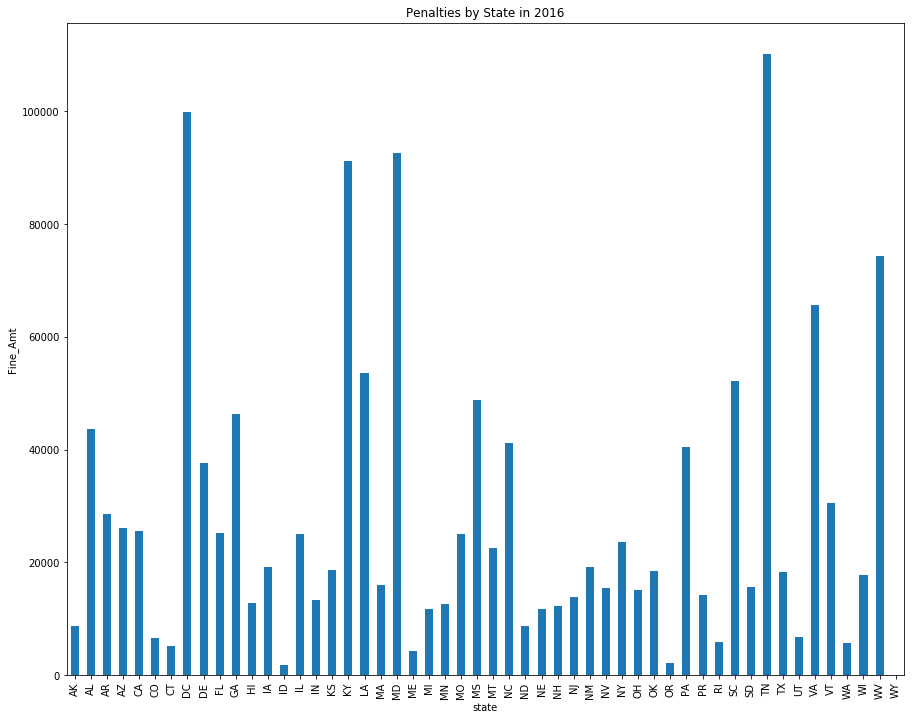 Penalties by State in 2016
Fine_Amt
100000
80000
60000
40000
20000
0
AK AL AR AZ CA CO CT DC DE FL GA HI IA ID IL IN KS KY LA MA MD ME MI MN MO MS MT NC ND NE NH NJ NM NV NY OH OK OR PA PR RI SC SD TN TX UT VA VT WA WI WV WY
state